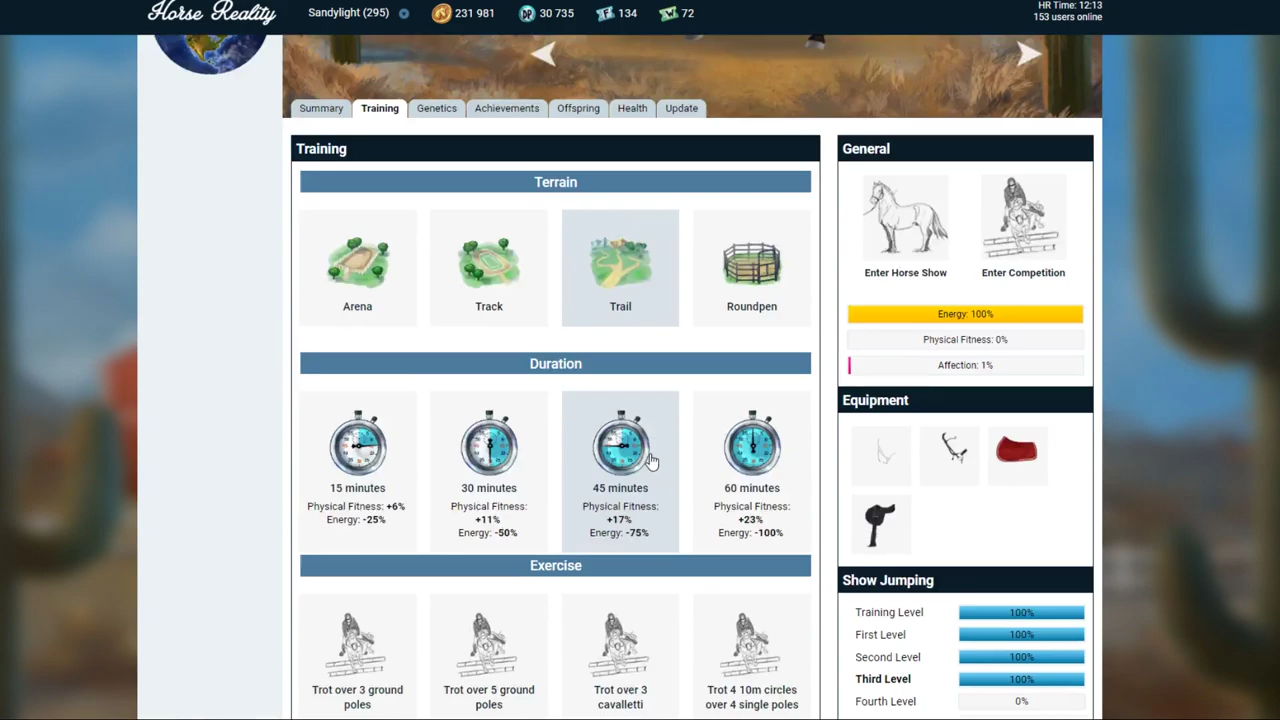 Horse Reality
Sandylight (295)
231 981
30 735
134
72
HR Time: 12:13
153 users online
Summary
Training
Genetics
Achievements
Offspring
Health
Update
Training
Terrain
Arena
Track
Trail
Roundpen
Duration
15 minutes
Physical Fitness: +6%
Energy: -25%
30 minutes
Physical Fitness:
+11%
Energy: -50%
45 minutes
Physical Fitness:
+17%
Energy: -75%
60 minutes
Physical Fitness:
+23%
Energy: -100%
Exercise
Trot over 3 ground
poles
Trot over 5 ground
poles
Trot over 3
cavalletti
Trot 4 10m circles
over 4 single poles
General
Enter Horse Show
Enter Competition
Energy: 100%
Physical Fitness: 0%
Affection: 1%
Equipment
Show Jumping
Training Level 100%
First Level 100%
Second Level 100%
Third Level 100%
Fourth Level 0%